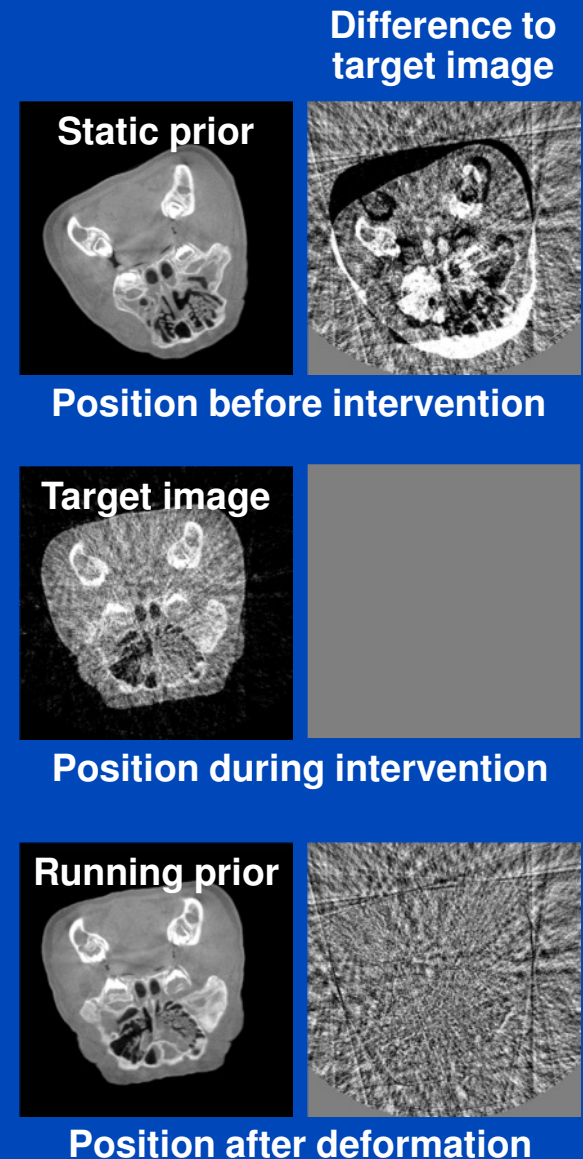 Difference to
target image
Static prior
Position before intervention
Target image
Position during intervention
Running prior
Position after deformation